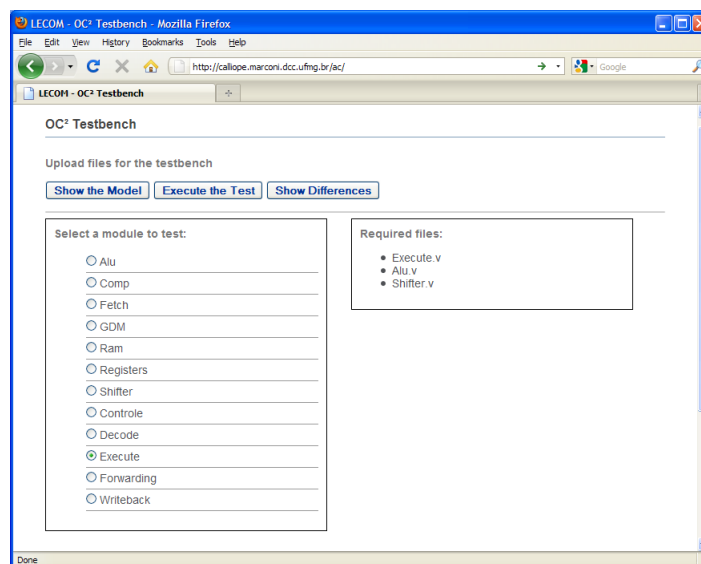 LECOM - OC² Testbench - Mozilla Firefox
File Edit View History Bookmarks Tools Help
http://calliope.marconi.dcc.ufmg.br/ac/
Google
LECOM - OC² Testbench
OC² Testbench
Upload files for the testbench
Show the Model Execute the Test Show Differences
Select a module to test:
Alu
Comp
Fetch
GDM
Ram
Registers
Shifter
Controle
Decode
Execute
Forwarding
Writeback
Required files:
Execute.v
Alu.v
Shifter.v
Done